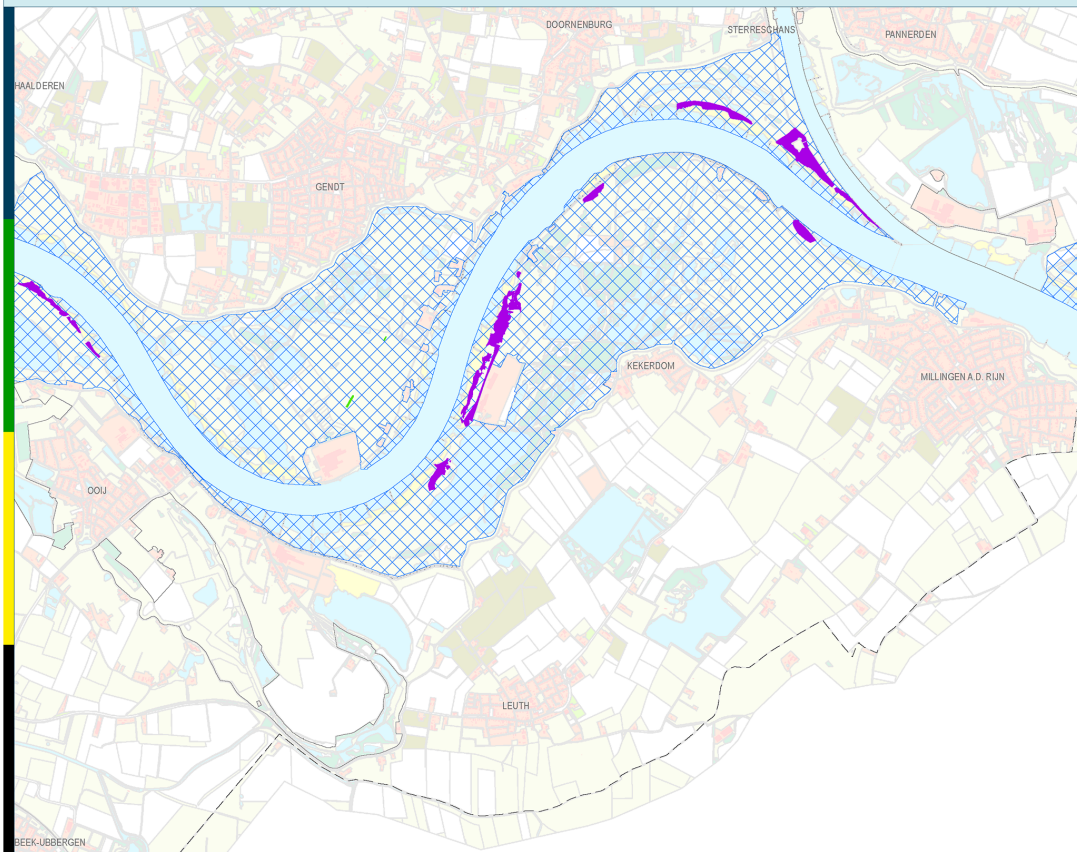 DOORNENBURG
STERRESCHANS
PANNERDEN
HAALDEREN
GENDT
KEKERDOM
MILLINGEN A.D. RIJN
OOIJ
LEUTH
BEEK-UBBERGEN